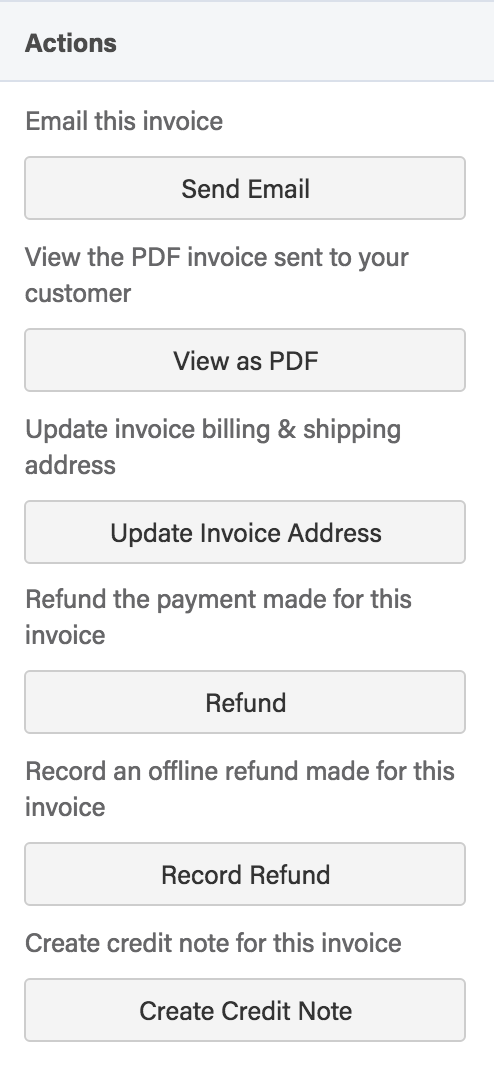 Actions
Email this invoice
Send Email
View the PDF invoice sent to your
customer
View as PDF
Update invoice billing & shipping
address
Update Invoice Address
Refund the payment made for this
invoice
Refund
Record an offline refund made for this
invoice
Record Refund
Create credit note for this invoice
Create Credit Note